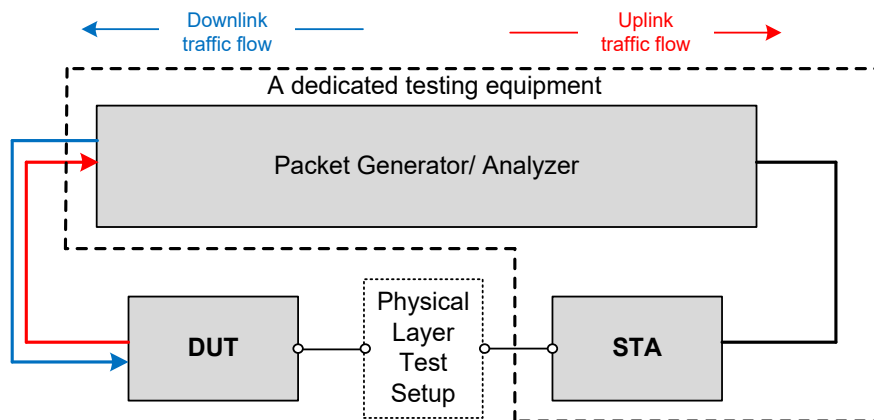 Downlink
traffic flow
Uplink
traffic flow
A dedicated testing equipment
Packet Generator/ Analyzer
DUT
Physical
Layer
Test
Setup
STA